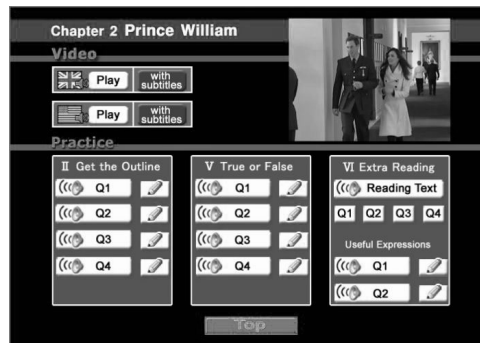 Chapter 2 Prince William
Video
Play with subtitles
Play with subtitles
Practice
II Get the Outline
Q1
Q2
Q3
Q4
V True or False
Q1
Q2
Q3
Q4
VI Extra Reading
Reading Text
Q1 Q2 Q3 Q4
Useful Expressions
Q1
Q2
Top